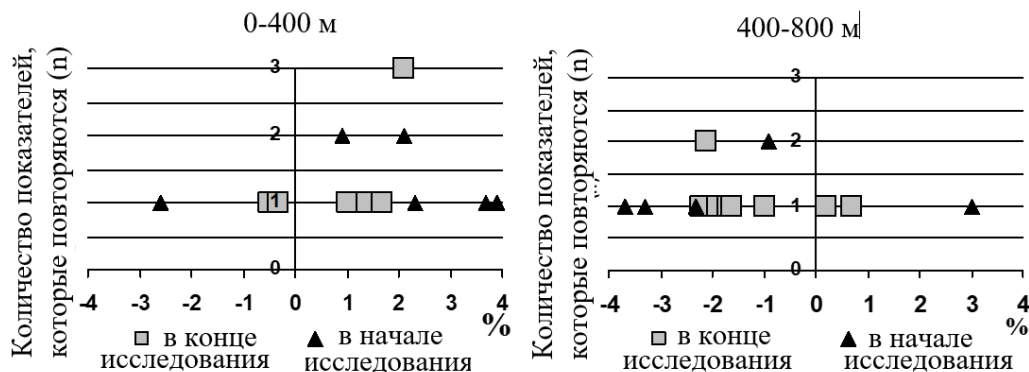 0-400 м
Количество показателей,
которые повторяются (n)
3
2
1
0
-4 -3 -2 -1 0 1 2 3 4
%
в конце исследования
в начале исследования
400-800 м
Количество показателей,
которые повторяются (n)
3
2
1
0
-4 -3 -2 -1 0 1 2 3 4
%
в конце исследования
в начале исследования